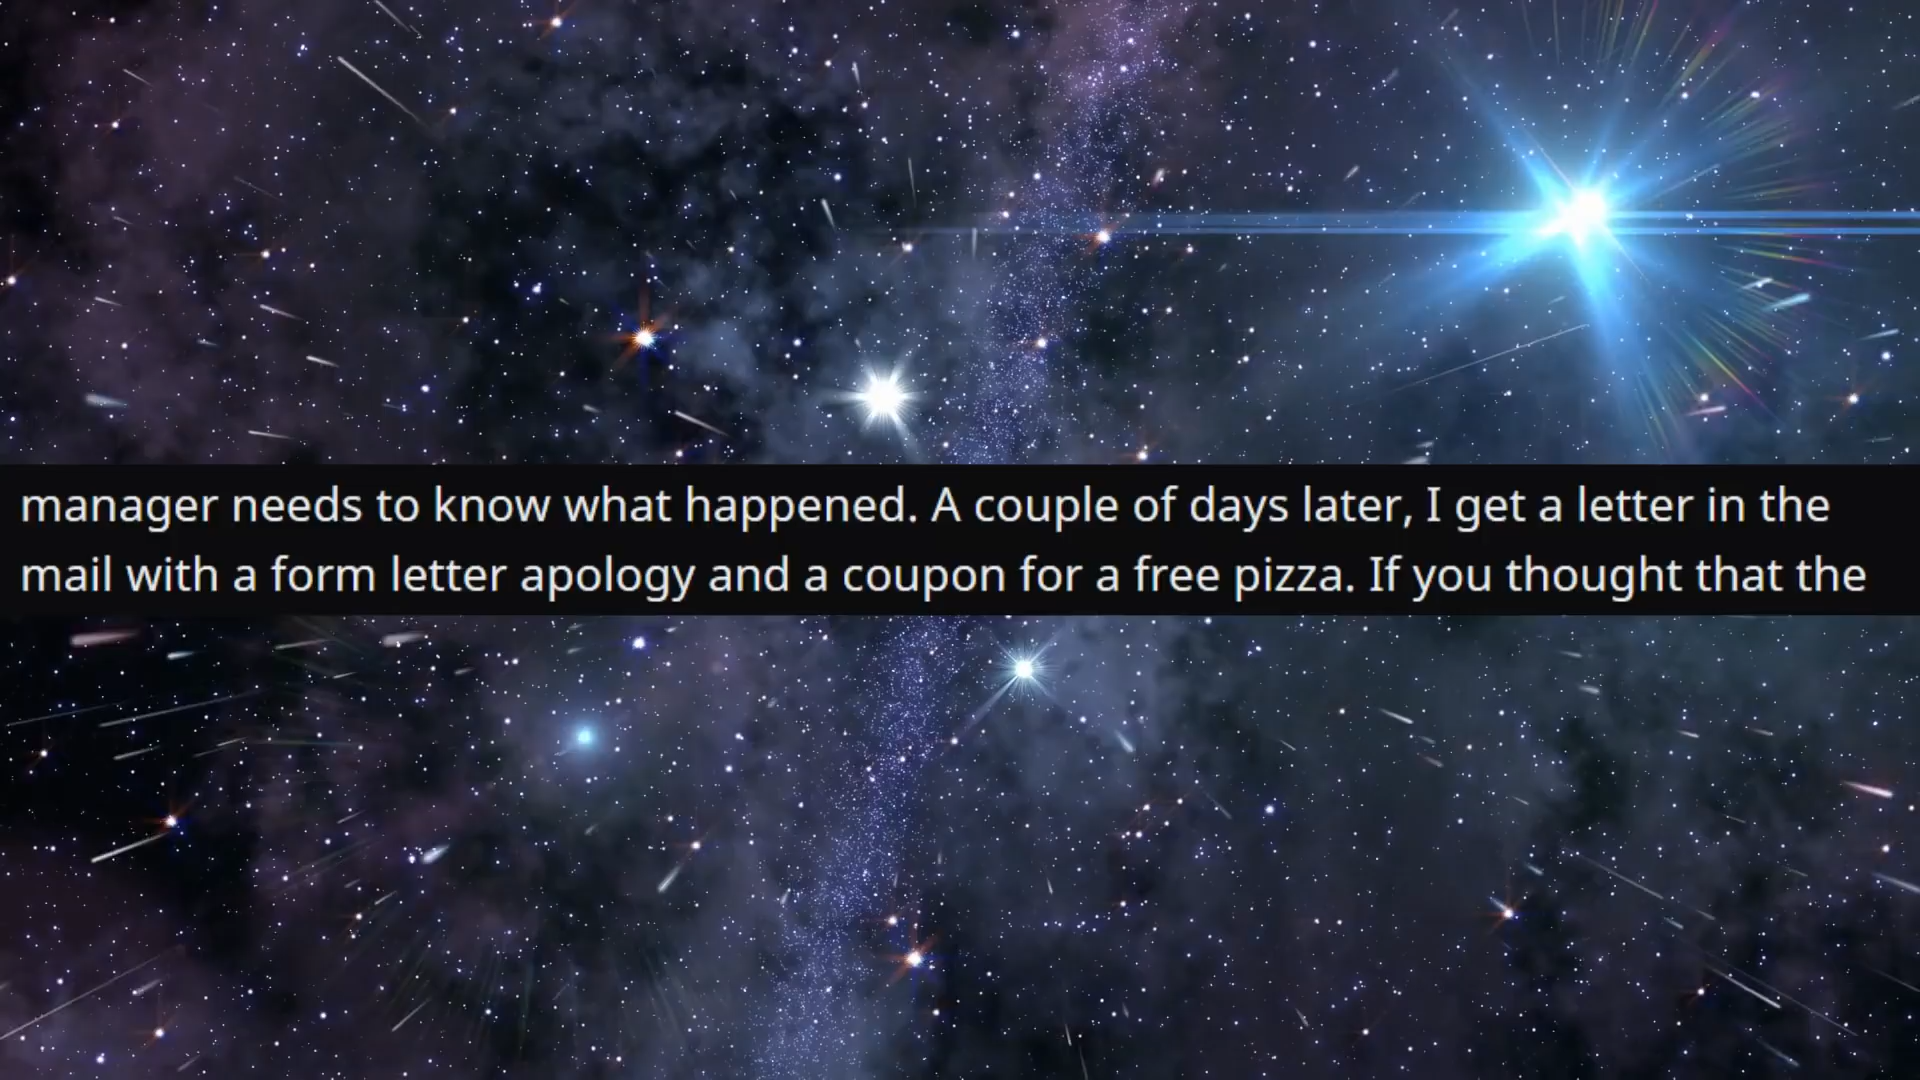 manager needs to know what happened. A couple of days later, I get a letter in the
mail with a form letter apology and a coupon for a free pizza. If you thought that the